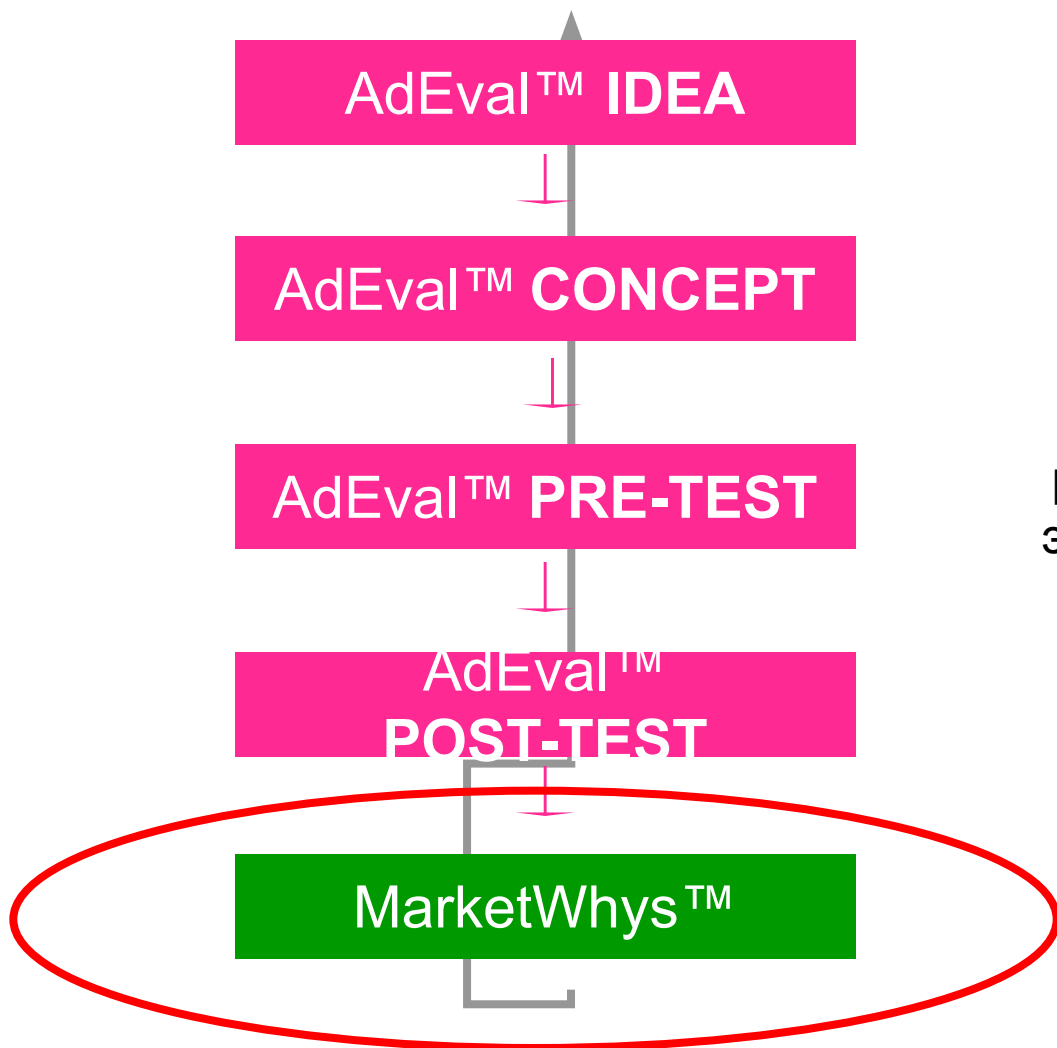 AdEval™ IDEA
AdEval™ CONCEPT
AdEval™ PRE-TEST
AdEval™
POST-TEST
MarketWhys™